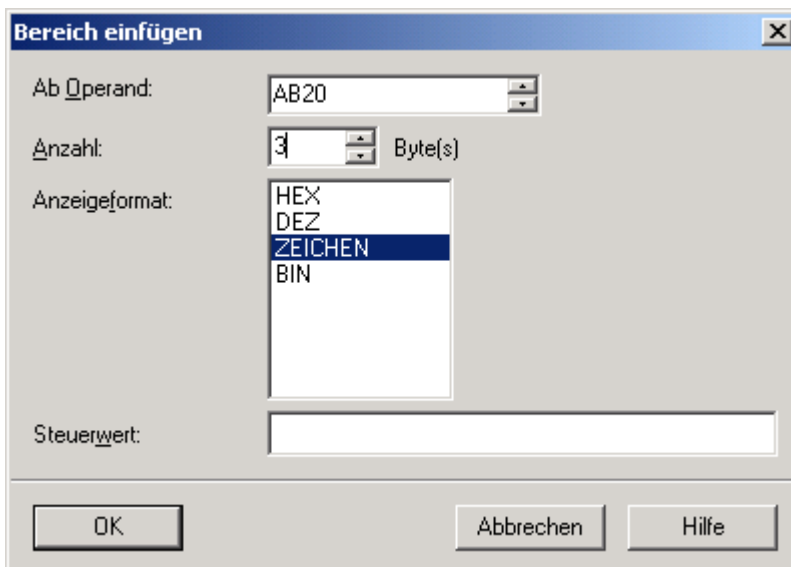 Bereich einfügen
Ab Operand: AB20
Anzahl: 3 Byte(s)
Anzeigeformat: HEX
DEZ
ZEICHEN
BIN
Steuerwert:
OK Abbrechen Hilfe